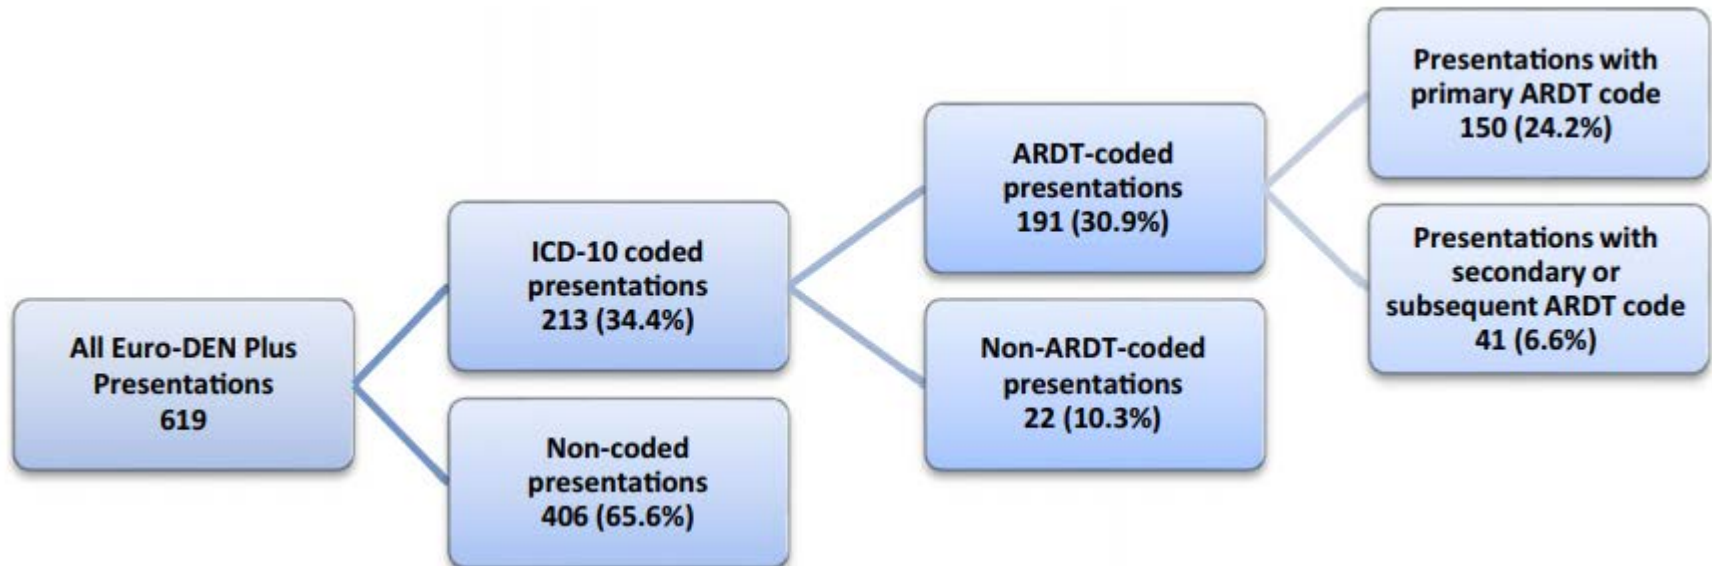 All Euro-DEN Plus
Presentations
619
ICD-10 coded
presentations
213 (34.4%)
Non-coded
presentations
406 (65.6%)
ARDT-coded
presentations
191 (30.9%)
Non-ARDT-coded
presentations
22 (10.3%)
Presentations with
primary ARDT code
150 (24.2%)
Presentations with
secondary or
subsequent ARDT code
41 (6.6%)